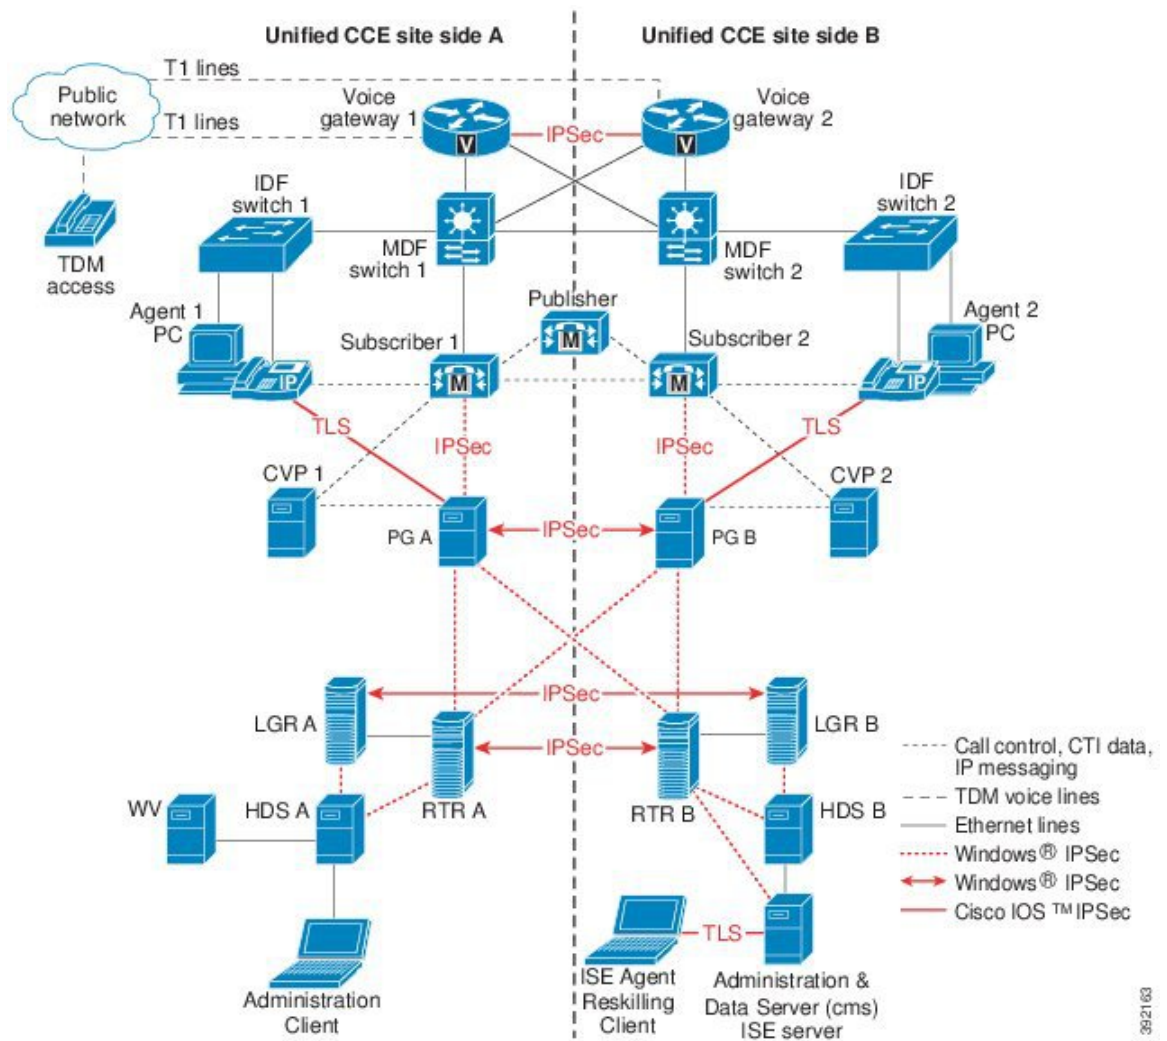 Unified CCE site side A
Unified CCE site side B
T1 lines
Public
network
T1 lines
Voice
gateway 1
IPSec
Voice
gateway 2
V
V
IDF
switch 1
IDF
switch 2
TDM
access
MDF
switch 1
MDF
switch 2
Publisher
M
Agent 1
PC
Subscriber 1
Subscriber 2
Agent 2
PC
IP
M
M
IP
TLS
IPSec
IPSec
TLS
CVP 1
CVP 2
PG A
IPSec
PG B
IPSec
LGR A
LGR B
IPSec
WV
HDS A
RTR A
RTR B
HDS B
Call control, CTI data,
IP messaging
TDM voice lines
Ethernet lines
Windows® IPSec
Windows® IPSec
Cisco IOS ™ IPSec
TLS
Administration
Client
ISE Agent
Reskilling
Client
Administration &
Data Server (cms)
ISE server
392163